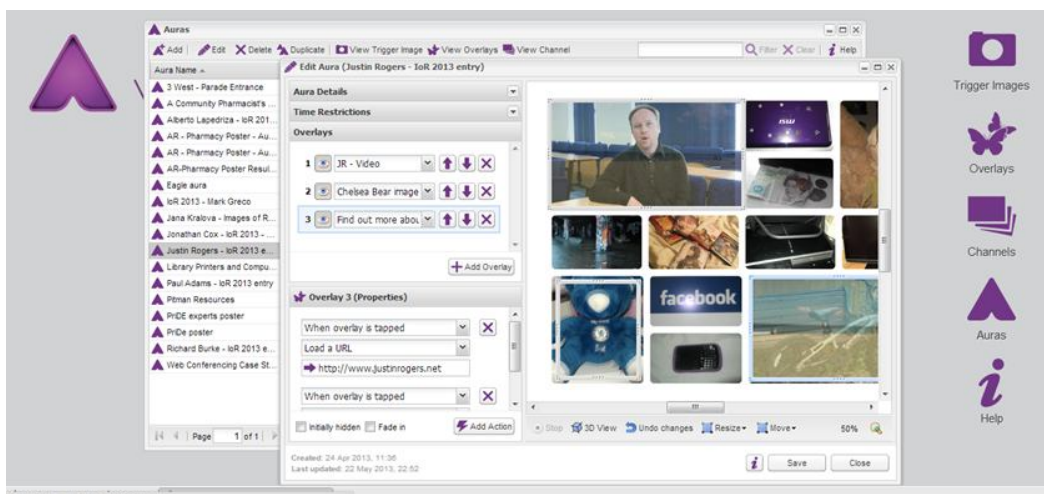 Auras
Add Edit Delete Duplicate View Trigger Image View Overlays View Channel Filter Clear Help
Aura Name
3 West - Parade Entrance
A Community Pharmacist's ...
Alberto Lapedriza - IoR 201...
AR - Pharmacy Poster - Au...
AR - Pharmacy Poster - Au...
AR-Pharmacy Poster Resul...
Eagle aura
IoR 2013 - Mark Greco
Jana Kralova - Images of R...
Jonathan Cox - IoR 2013 - ...
Justin Rogers - IoR 2013 e...
Library Printers and Compu...
Paul Adams - IoR 2013 entry
Pitman Resources
PriDE experts poster
PriDe poster
Richard Burke - IoR 2013 e...
Web Conferencing Case St...
Page 1 of 1
Edit Aura (Justin Rogers - IoR 2013 entry)
Aura Details
Time Restrictions
Overlays
1 JR - Video
2 Chelsea Bear image
3 Find out more abou
Add Overlay
Overlay 3 (Properties)
When overlay is tapped
Load a URL
http://www.justinrogers.net
When overlay is tapped
Initially hidden Fade in Add Action
facebook
Stop 3D View Undo changes Resize Move 50%
Created: 24 Apr 2013, 11:36
Last updated: 22 May 2013, 22:52
i Save Close
Trigger Images
Overlays
Channels
Auras
Help